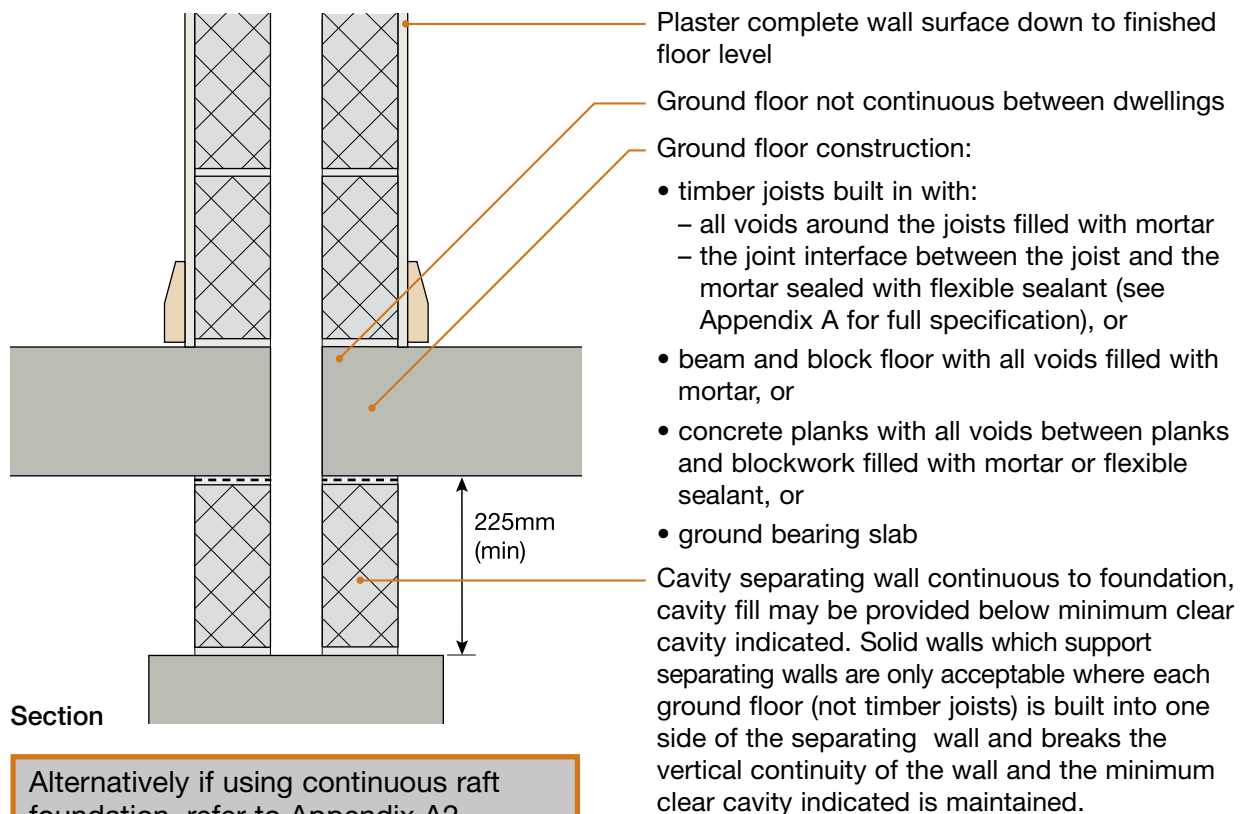 Plaster complete wall surface down to finished
floor level
Ground floor not continuous between dwellings
Ground floor construction:
• timber joists built in with:
– all voids around the joists filled with mortar
– the joint interface between the joist and the
mortar sealed with flexible sealant (see
Appendix A for full specification), or
• beam and block floor with all voids filled with
mortar, or
• concrete planks with all voids between planks
and blockwork filled with mortar or flexible
sealant, or
• ground bearing slab
Cavity separating wall continuous to foundation,
cavity fill may be provided below minimum clear
cavity indicated. Solid walls which support
separating walls are only acceptable where each
ground floor (not timber joists) is built into one
side of the separating wall and breaks the
vertical continuity of the wall and the minimum
clear cavity indicated is maintained.
225mm
(min)
Section
Alternatively if using continuous raft
foundation, refer to Appendix A2